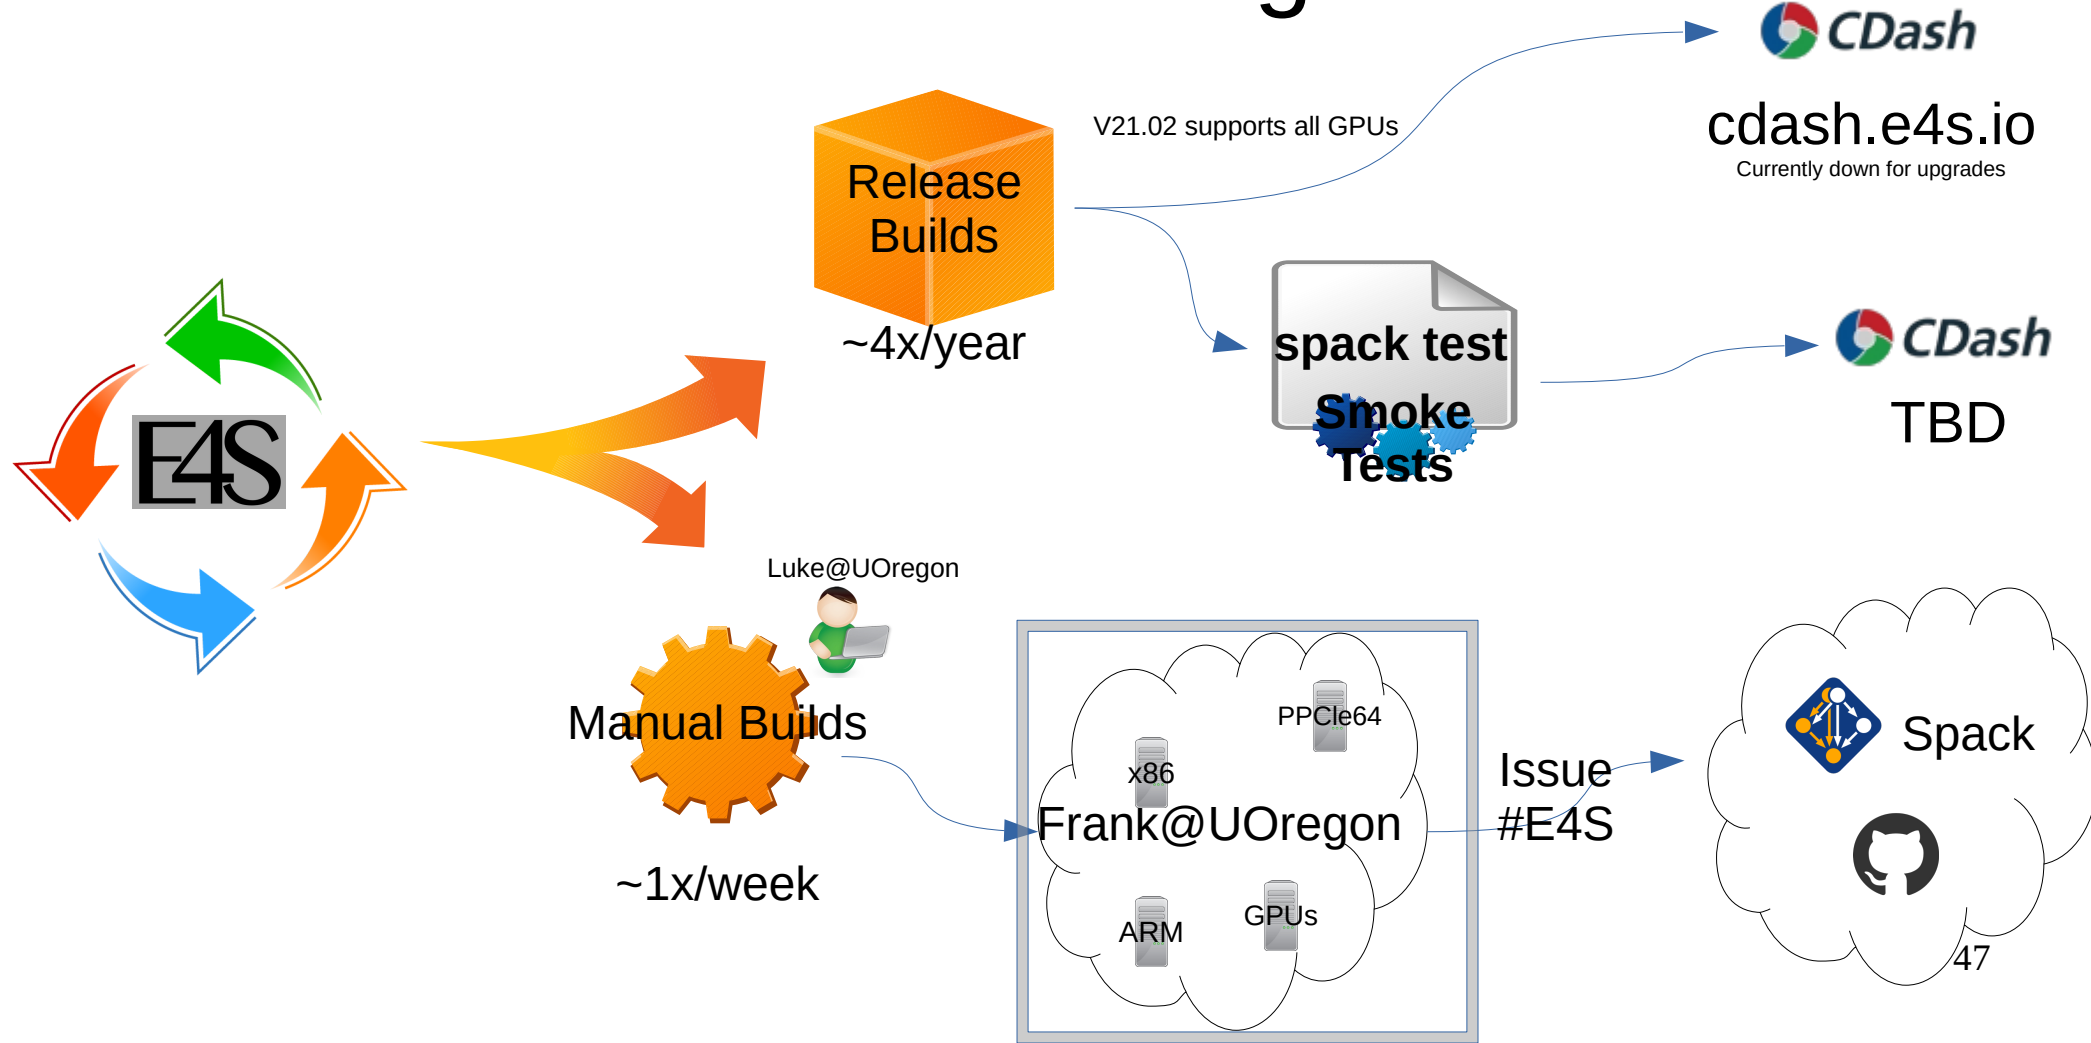 g
CDash
cdash.e4s.io
Currently down for upgrades
V21.02 supports all GPUs
Release
Builds
~4x/year
spack test
Smoke
Tests
CDash
TBD
E4S
Luke@UOregon
Manual Builds
~1x/week
PPCle64
x86
Frank@UOregon
ARM
GPUs
Issue
#E4S
Spack
47